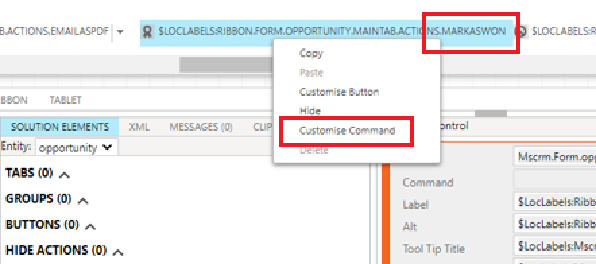 B.ACTIONS.EMAILASPDF
$LOCLABELS:RIBBON.FORM.OPPORTUNITY.MAINTAB.ACTIONS.MARKASWON
$LOCLABELS:R
Copy
Paste
Customise Button
Hide
Customise Command
Delete
BBON
TABLET
SOLUTION ELEMENTS
XML
MESSAGES (0)
CLIP
ontrol
Entity: opportunity
TABS (0)
GROUPS (0)
BUTTONS (0)
HIDE ACTIONS (0)
Mscrm.Form.opp
Command
Label
$LocLabels:Ribb
Alt
$LocLabels:Ribb
Tool Tip Title
$LocLabels:Mscr